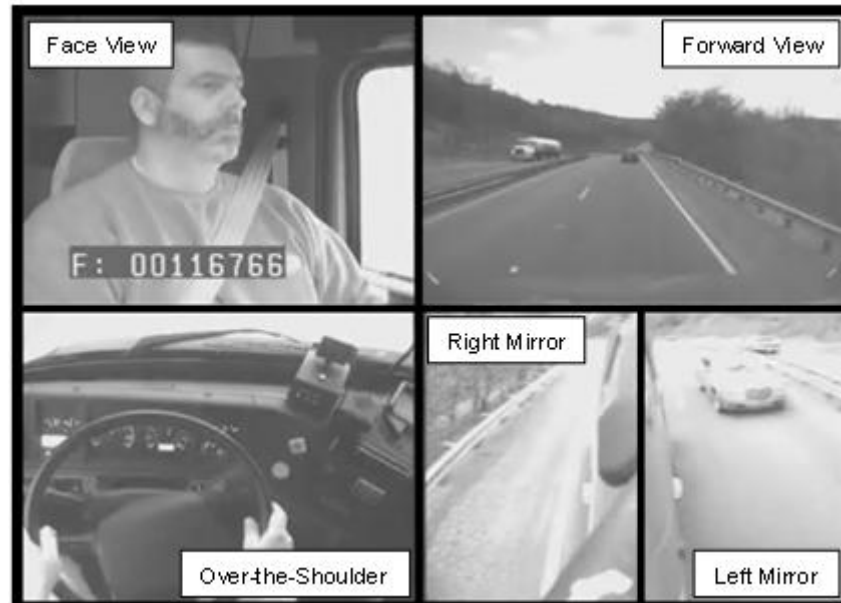 Face View
Forward View
F: 00116766
Right Mirror
Over-the-Shoulder
Left Mirror